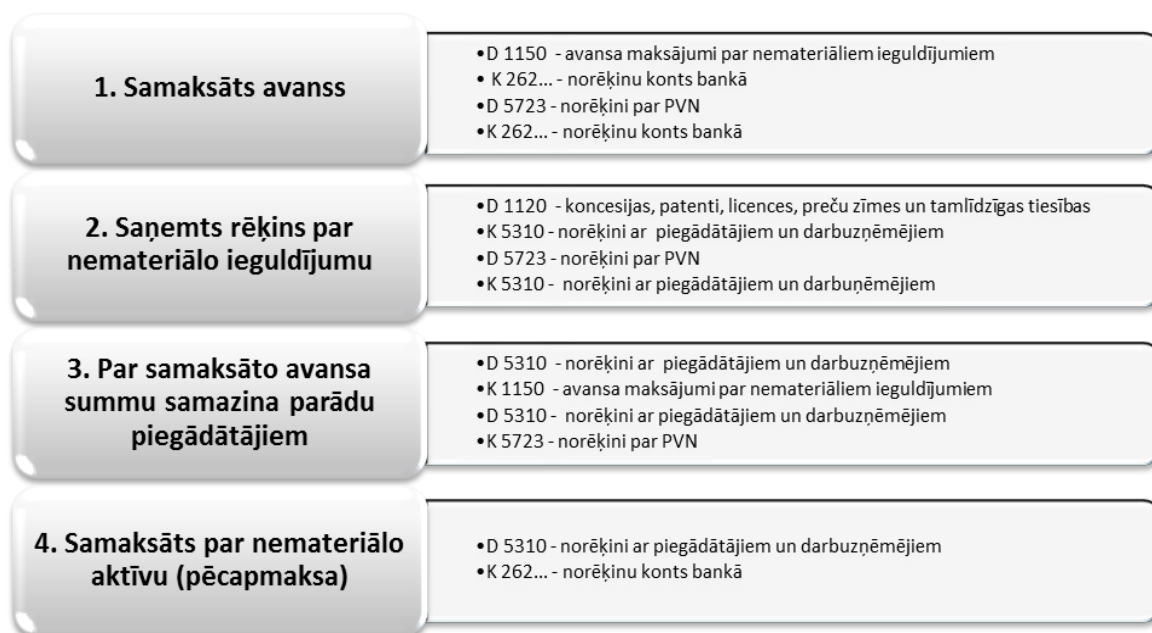 1. Samaksāts avanss
•D 1150 - avansa maksājumi par nemateriāliem ieguldījumiem
• K 262... - norēķinu konts bankā
•D 5723 - norēķini par PVN
•K 262... - norēķinu konts bankā
2. Saņemts rēķins par
nemateriālo ieguldījumu
•D 1120 - koncesijas, patenti, licences, preču zīmes un tamlīdzīgas tiesības
•K 5310 - norēķini ar piegādātājiem un darbuzņēmējiem
•D 5723 - norēķini par PVN
•K 5310 - norēķini ar piegādātājiem un darbuņēmējiem
3. Par samaksāto avansa
summu samazina parādu
piegādātājiem
•D 5310 - norēķini ar piegādātājiem un darbuzņēmējiem
•K 1150 - avansa maksājumi par nemateriāliem ieguldījumiem
•D 5310 - norēķini ar piegādātājiem un darbuzņēmējiem
•K 5723 - norēķini par PVN
4. Samaksāts par nemateriālo
aktīvu (pēcapmaksa)
•D 5310 - norēķini ar piegādātājiem un darbuzņēmējiem
•K 262... - norēķinu konts bankā